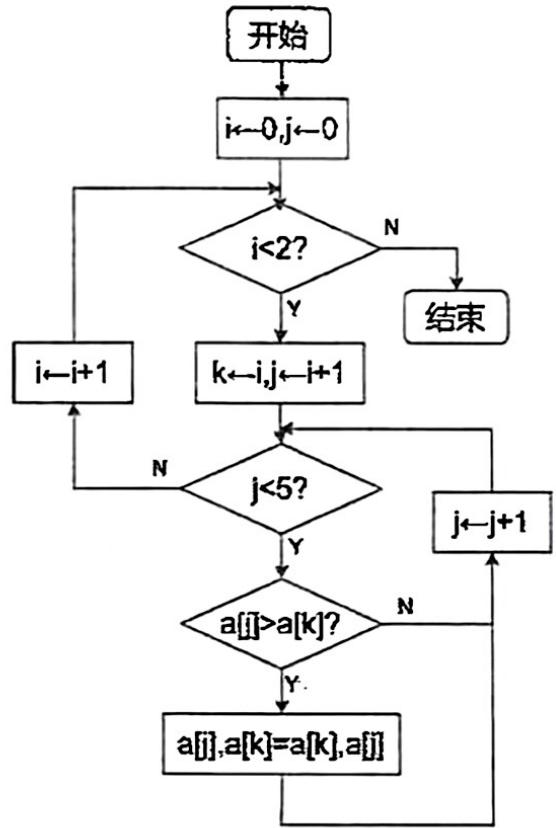 开始
i←0,j←0
i<2?
N
Y
结束
i←i+1
k←i,j←i+1
N
j<5?
j←j+1
Y
a[j]>a[k]?
N
Y
a[j],a[k]=a[k],a[j]